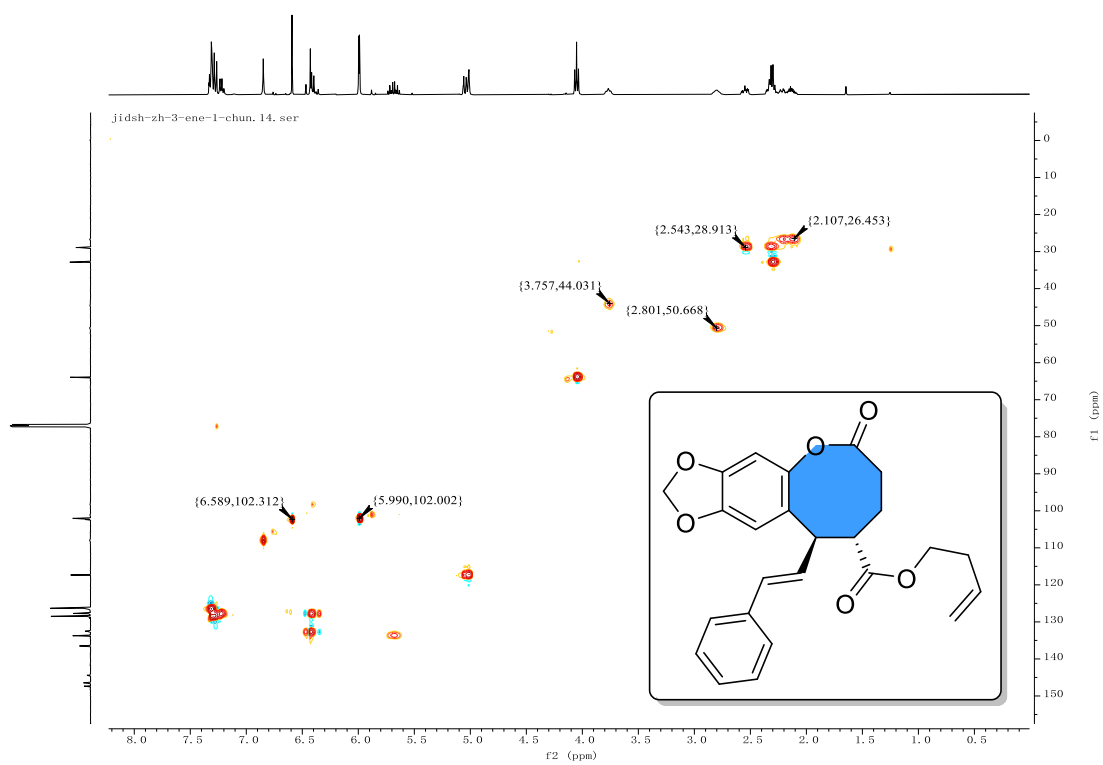 jidsh-zh-3-ene-1-chun.14.ser
{2.107,26.453}
{2.543,28.913}
{3.757,44.031}
{2.801,50.668}
{6.589,102.312}
{5.990,102.002}
0
10
20
30
40
50
60
70
80
90
100
110
120
130
140
150
f1 (ppm)
O
O
O
O
O
O
8.0 7.5 7.0 6.5 6.0 5.5 5.0 4.5 4.0 3.5 3.0 2.5 2.0 1.5 1.0 0.5
f2 (ppm)